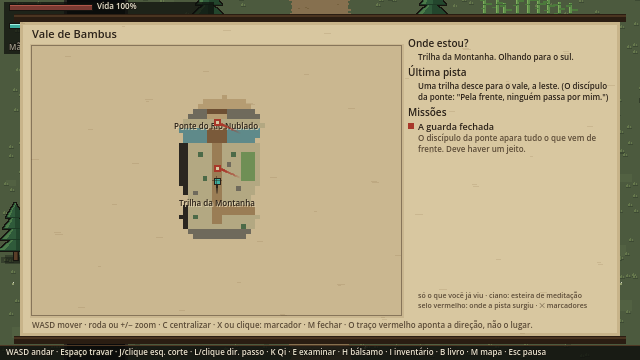 Vida 100%
Vale de Bambus
Onde estou?
Trilha da Montanha. Olhando para o sul.
Última pista
Uma trilha desce para o vale, a leste. (O discípulo
da ponte: "Pela frente, ninguém passa por mim.")
Missões
A guarda fechada
O discípulo da ponte apara tudo o que vem de
frente. Deve haver um jeito.
Ponte do Rio Nublado
Trilha da Montanha
só o que você já viu · ciano: esteira de meditação
selo vermelho: onde a pista surgiu · × marcadores
WASD mover · roda ou +/− zoom · C centralizar · X ou clique: marcador · M fechar · O traço vermelho aponta a direção, não o lugar.
WASD andar · Espaço travar · J/clique esq. corte · L/clique dir. passo · K Qi · E examinar · H bálsamo · I inventário · B livro · M mapa · Esc pausa